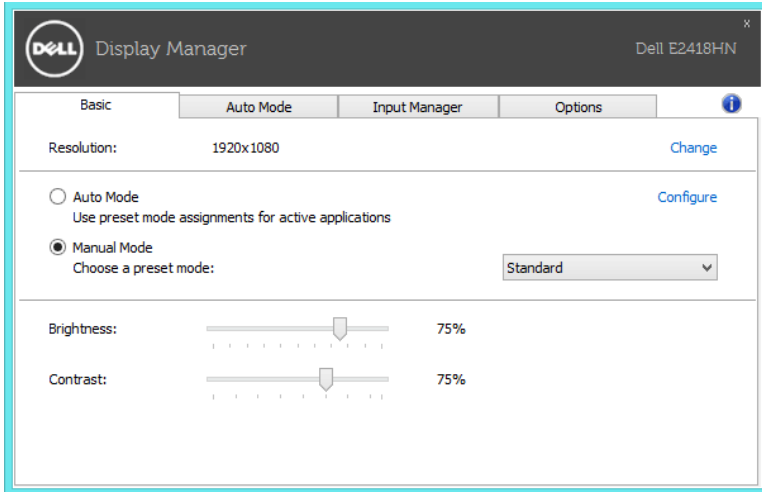 DELL
Display Manager
x
Dell E2418HN
Basic
Auto Mode
Input Manager
Options
i
Resolution:
1920x1080
Change
Auto Mode
Configure
Use preset mode assignments for active applications
Manual Mode
Choose a preset mode:
Standard
Brightness:
75%
Contrast:
75%